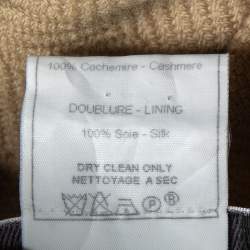 100% Cachemire - Cashmere
DOUBLURE - LINING
100% Soie - Silk
DRY CLEAN ONLY
NETTOYAGE A SEC
P